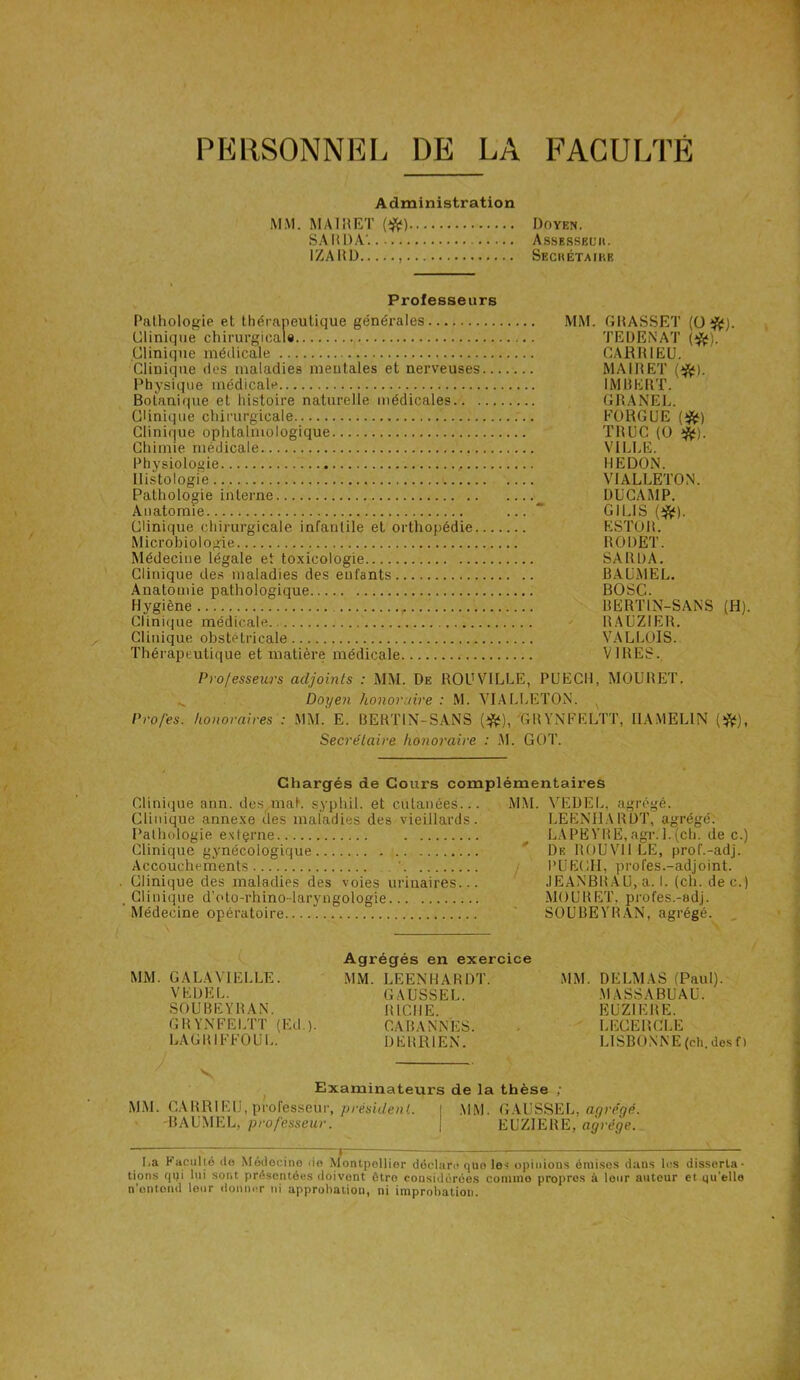 PERSONNEL DE LA FACULTÉ
Administration
MM. MAIRET (✻)................ DOYEN.
SARDA................ ASSESSEUR.
IZARD................ SECRÉTAIRE
Professeurs
Pathologie et thérapeutique générales................ MM. GRASSET (O ✻).
Clinique chirurgicale................ TEDENAT (✻).
Clinique médicale................ CARRIEU.
Clinique des maladies mentales et nerveuses........ MAIRET (✻).
Physique médicale................ IMBERT.
Botanique et histoire naturelle médicales................ GRANEL.
Clinique chirurgicale................ FORGUE (✻)
Clinique ophtalmologique................ TRUC (O ✻).
Chimie médicale................ VILLE.
Physiologie................ HEDON.
Histologie................ VIALLETON.
Pathologie interne................ DUCAMP.
Anatomie................ GILIS (✻).
Clinique chirurgicale infantile et orthopédie........ ESTOR.
Microbiologie................ RODET.
Médecine légale et toxicologie................ SARDA.
Clinique des maladies des enfants................ BAUMEL.
Anatomie pathologique................ BOSC.
Hygiène................ BERTIN-SANS (H).
Clinique médicale................ RAUZIER.
Clinique obstétricale................ VALLOIS.
Thérapeutique et matière médicale................ VIRES.
Professeurs adjoints : MM. DE ROUVILLE, PUECH, MOURET.
Doyen honoraire : M. VIALLETON.
Profes. honoraires : MM. E. BERTIN-SANS (✻), GRYNFELTT, HAMELIN (✻),
Secrétaire honoraire : M. GOT.
Chargés de Cours complémentaires
Clinique ann. des mal. syphil. et cutanées... MM. VEDEL, agrégé.
Clinique annexe des maladies des vieillards. LEENHARDT, agrégé.
Pathologie externe................ LAPEYRE, agr. l. (ch. de c.)
Clinique gynécologique................ DE ROUVILLE, prof.-adj.
Accouchements................ PUECH, profes.-adjoint.
Clinique des maladies des voies urinaires... JEANBRAU, a. l. (ch. de c.)
Clinique d'oto-rhino-laryngologie................ MOURET, profes.-adj.
Médecine opératoire................ SOUBEYRAN, agrégé.
Agrégés en exercice
MM. GALAVIELLE. MM. LEENHARDT. MM. DELMAS (Paul).
VEDEL. GAUSSEL. MASSABUAU.
SOUBEYRAN. RICHE. EUZIERE.
GRYNFELTT (Ed.). CABANNES. LECERCLE
LAGRIFFOUL. DERRIEN. LISBONNE (ch. des f)
Examinateurs de la thèse :
MM. CARRIEU, professeur, président. | MM. GAUSSEL, agrégé.
BAUMEL, professeur. | EUZIERE, agrégé.
La Faculté de Médecine de Montpellier déclare que les opinions émises dans les disserta-
tions qui lui sont présentées doivent être considérées comme propres à leur auteur et qu'elle
n'entend leur donner ni approbation, ni improbation.